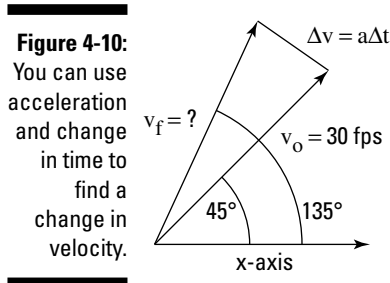 Figure 4-10:
You can use
acceleration
and change
in time to
find a
change in
velocity.
Δv = aΔt
v_f = ?
v_o = 30 fps
45°
135°
x-axis